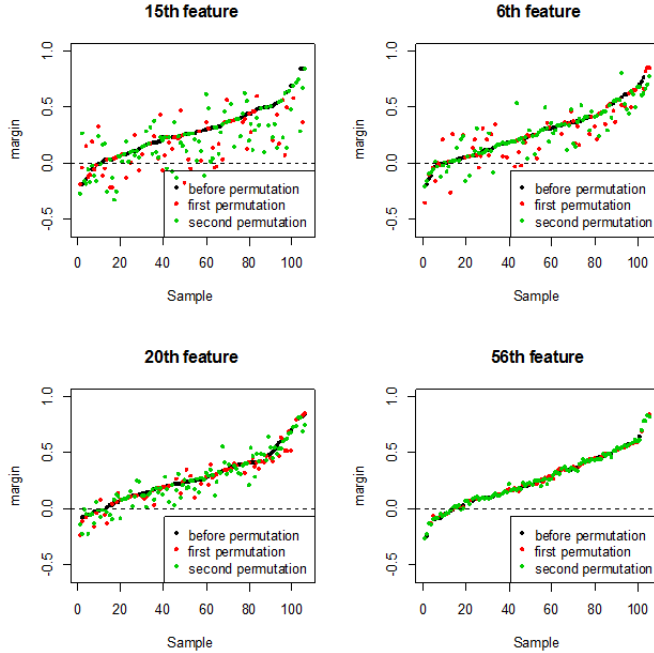 15th feature
margin
1.0
0.5
0.0
-0.5
before permutation
first permutation
second permutation
0 20 40 60 80 100
Sample
6th feature
margin
1.0
0.5
0.0
-0.5
before permutation
first permutation
second permutation
0 20 40 60 80 100
Sample
20th feature
margin
1.0
0.5
0.0
-0.5
before permutation
first permutation
second permutation
0 20 40 60 80 100
Sample
56th feature
margin
1.0
0.5
0.0
-0.5
before permutation
first permutation
second permutation
0 20 40 60 80 100
Sample